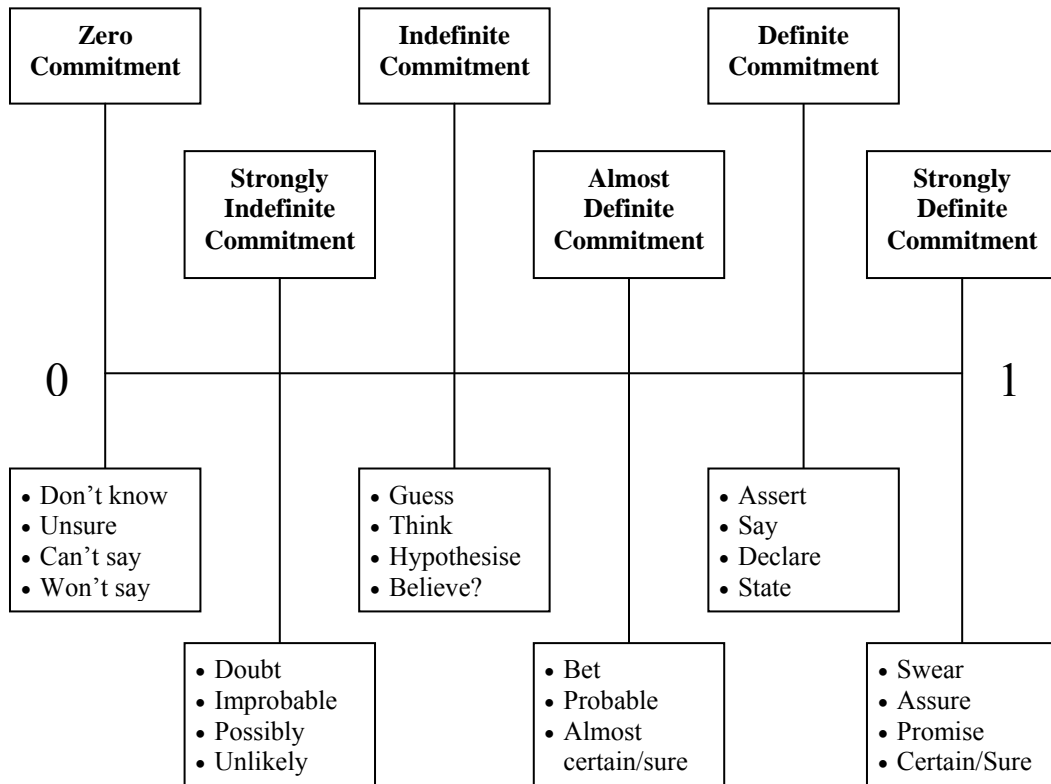 Zero
Commitment
Indefinite
Commitment
Definite
Commitment
Strongly
Indefinite
Commitment
Almost
Definite
Commitment
Strongly
Definite
Commitment
0
1
• Don’t know
• Unsure
• Can’t say
• Won’t say
• Guess
• Think
• Hypothesise
• Believe?
• Assert
• Say
• Declare
• State
• Doubt
• Improbable
• Possibly
• Unlikely
• Bet
• Probable
• Almost
certain/sure
• Swear
• Assure
• Promise
• Certain/Sure